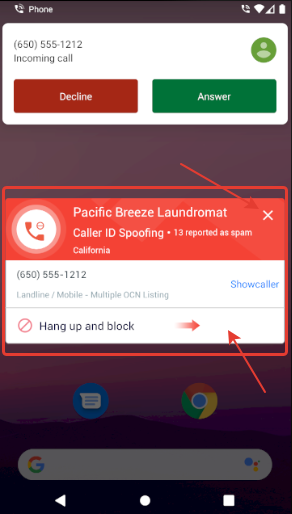 Phone
(650) 555-1212
Incoming call
Decline
Answer
Pacific Breeze Laundromat
Caller ID Spoofing • 13 reported as spam
California
(650) 555-1212
Showcaller
Landline / Mobile - Multiple OCN Listing
Hang up and block